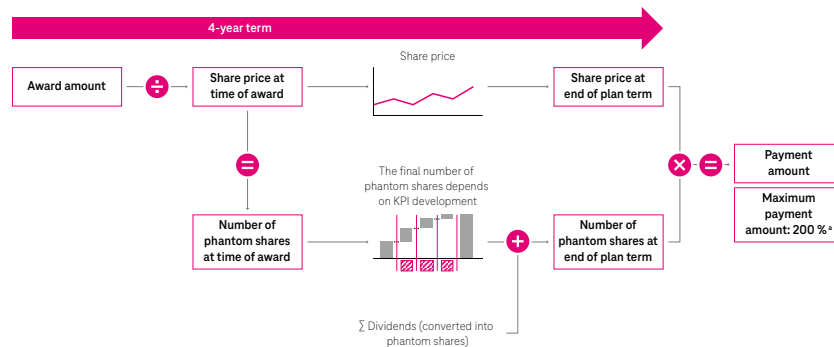 4-year term
Share price
Award amount
÷
Share price at
time of award
Share price at
end of plan term
=
×
=
Payment
amount
Maximum
payment
amount: 200 %ᵃ
The final number of
phantom shares depends
on KPI development
Number of
phantom shares
at time of award
+
Number of
phantom shares at
end of plan term
∑ Dividends (converted into
phantom shares)